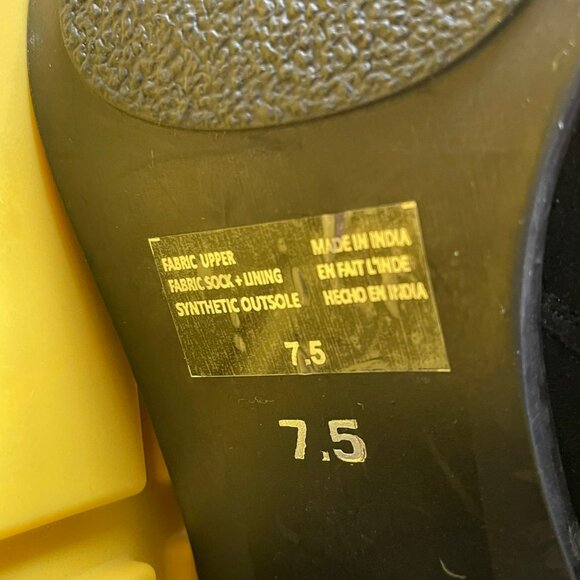 FABRIC UPPER
FABRIC SOCK + LINING
SYNTHETIC OUTSOLE
MADE IN INDIA
EN FAIT L'INDE
HECHO EN INDIA
7.5
7.5